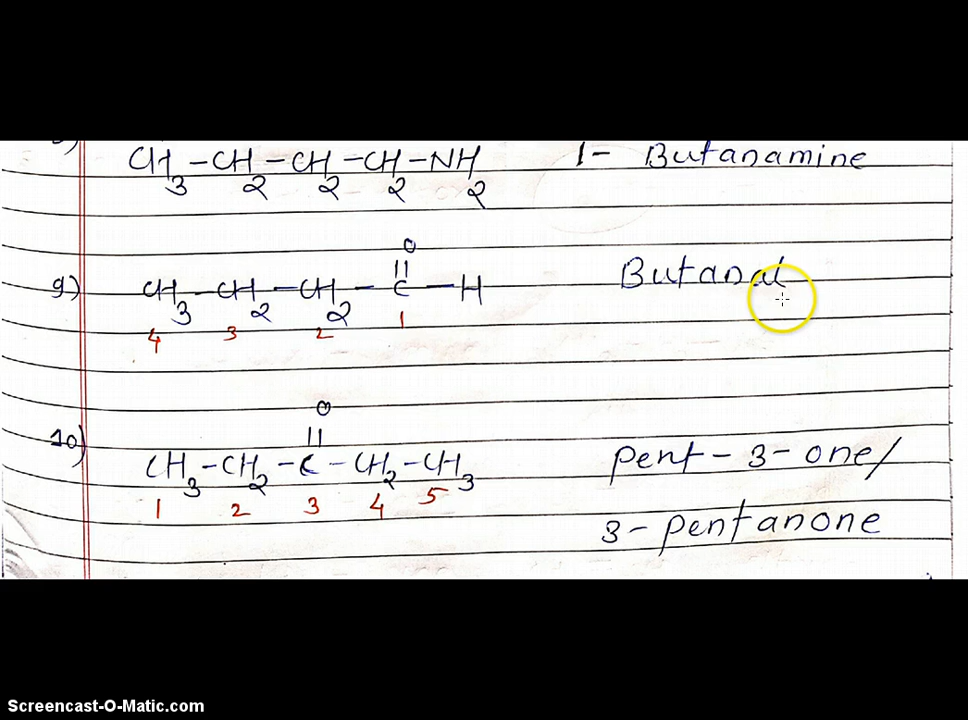 CH3 – CH2 – CH2 – CH2 – NH2 1- Butanamine
O
||
9) CH3 – CH2 – CH2 – C – H Butanal
4 3 2 1
O
||
10) CH3 – CH2 – C – CH2 – CH3 pent - 3 - one/
1 2 3 4 5
3 - pentanone
Screencast-O-Matic.com